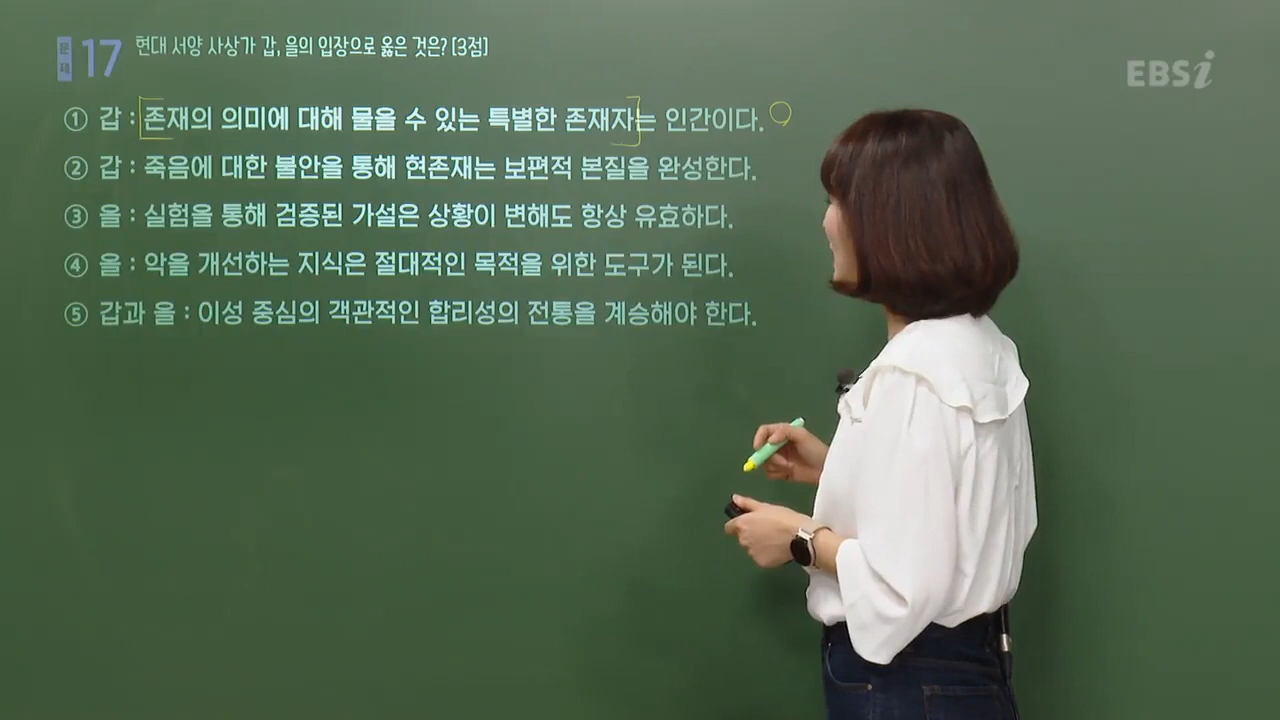 문제 17 현대 서양 사상가 갑, 을의 입장으로 옳은 것은? [3점]
EBSi
① 갑 : 존재의 의미에 대해 물을 수 있는 특별한 존재자는 인간이다.
② 갑 : 죽음에 대한 불안을 통해 현존재는 보편적 본질을 완성한다.
③ 을 : 실험을 통해 검증된 가설은 상황이 변해도 항상 유효하다.
④ 을 : 악을 개선하는 지식은 절대적인 목적을 위한 도구가 된다.
⑤ 갑과 을 : 이성 중심의 객관적인 합리성의 전통을 계승해야 한다.